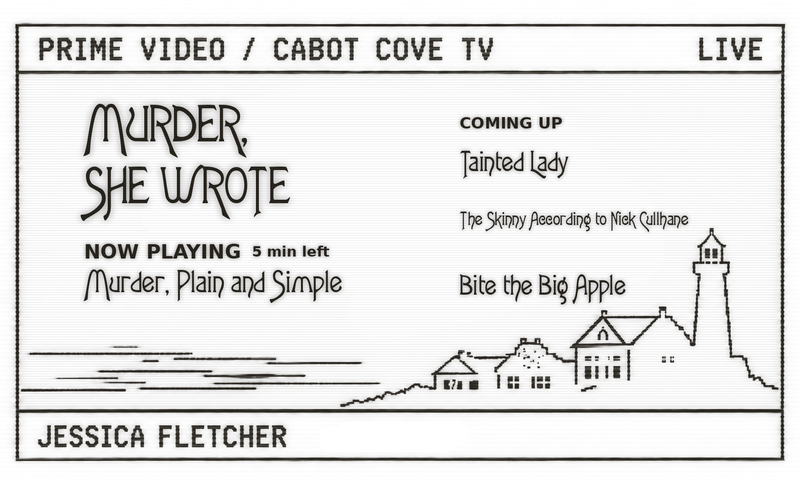 PRIME VIDEO / CABOT COVE TV LIVE
MURDER,
SHE WROTE
NOW PLAYING 5 min left
Murder, Plain and Simple
COMING UP
Tainted Lady
The Skinny According to Nick Cullhane
Bite the Big Apple
JESSICA FLETCHER